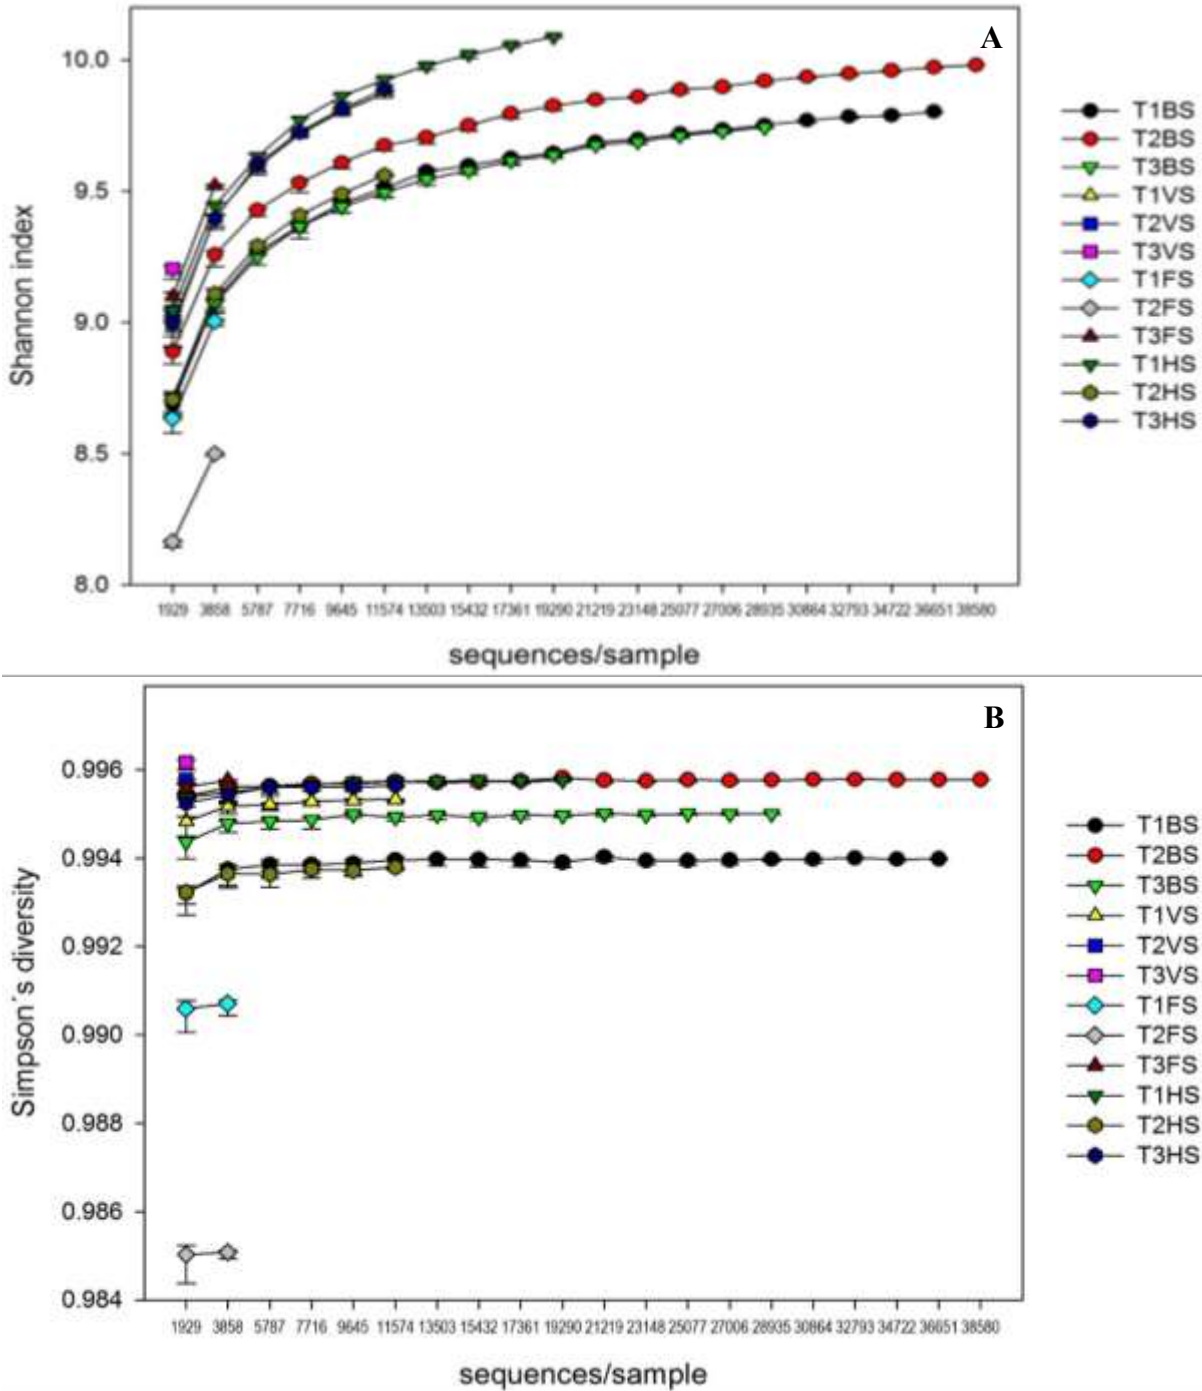 A
10.0
9.5
9.0
8.5
8.0
Shannon index
1929 3858 5787 7716 9645 11574 13503 15432 17361 19290 21219 23148 25077 27006 28935 30864 32793 34722 36651 38580
sequences/sample
T1BS
T2BS
T3BS
T1VS
T2VS
T3VS
T1FS
T2FS
T3FS
T1HS
T2HS
T3HS
B
0.996
0.994
0.992
0.990
0.988
0.986
0.984
Simpson´s diversity
1929 3858 5787 7716 9645 11574 13503 15432 17361 19290 21219 23148 25077 27006 28935 30864 32793 34722 36651 38580
sequences/sample
T1BS
T2BS
T3BS
T1VS
T2VS
T3VS
T1FS
T2FS
T3FS
T1HS
T2HS
T3HS